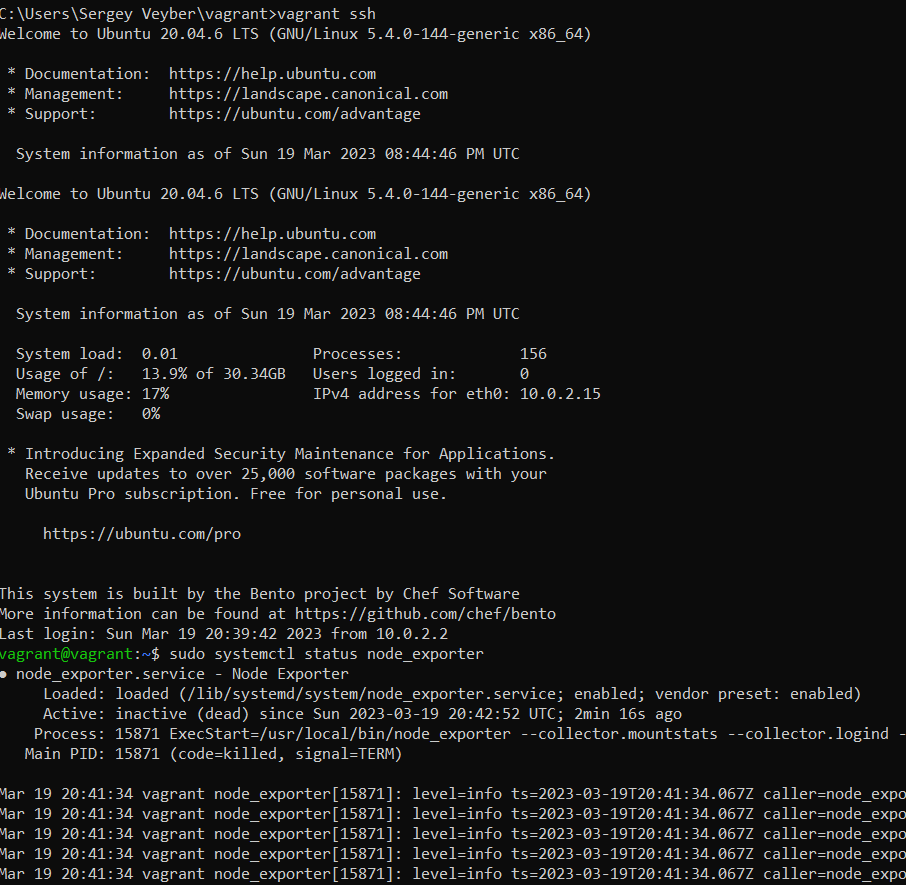 C:\Users\Sergey Veyber\vagrant>vagrant ssh
Welcome to Ubuntu 20.04.6 LTS (GNU/Linux 5.4.0-144-generic x86_64)
* Documentation: https://help.ubuntu.com
* Management: https://landscape.canonical.com
* Support: https://ubuntu.com/advantage
System information as of Sun 19 Mar 2023 08:44:46 PM UTC
Welcome to Ubuntu 20.04.6 LTS (GNU/Linux 5.4.0-144-generic x86_64)
* Documentation: https://help.ubuntu.com
* Management: https://landscape.canonical.com
* Support: https://ubuntu.com/advantage
System information as of Sun 19 Mar 2023 08:44:46 PM UTC
System load: 0.01 Processes: 156
Usage of /: 13.9% of 30.34GB Users logged in: 0
Memory usage: 17% IPv4 address for eth0: 10.0.2.15
Swap usage: 0%
* Introducing Expanded Security Maintenance for Applications.
Receive updates to over 25,000 software packages with your
Ubuntu Pro subscription. Free for personal use.
https://ubuntu.com/pro
This system is built by the Bento project by Chef Software
More information can be found at https://github.com/chef/bento
Last login: Sun Mar 19 20:39:42 2023 from 10.0.2.2
vagrant@vagrant:~$ sudo systemctl status node_exporter
● node_exporter.service - Node Exporter
Loaded: loaded (/lib/systemd/system/node_exporter.service; enabled; vendor preset: enabled)
Active: inactive (dead) since Sun 2023-03-19 20:42:52 UTC; 2min 16s ago
Process: 15871 ExecStart=/usr/local/bin/node_exporter --collector.mountstats --collector.logind -
Main PID: 15871 (code=killed, signal=TERM)
Mar 19 20:41:34 vagrant node_exporter[15871]: level=info ts=2023-03-19T20:41:34.067Z caller=node_expo
Mar 19 20:41:34 vagrant node_exporter[15871]: level=info ts=2023-03-19T20:41:34.067Z caller=node_expo
Mar 19 20:41:34 vagrant node_exporter[15871]: level=info ts=2023-03-19T20:41:34.067Z caller=node_expo
Mar 19 20:41:34 vagrant node_exporter[15871]: level=info ts=2023-03-19T20:41:34.067Z caller=node_expo
Mar 19 20:41:34 vagrant node_exporter[15871]: level=info ts=2023-03-19T20:41:34.067Z caller=node_expo